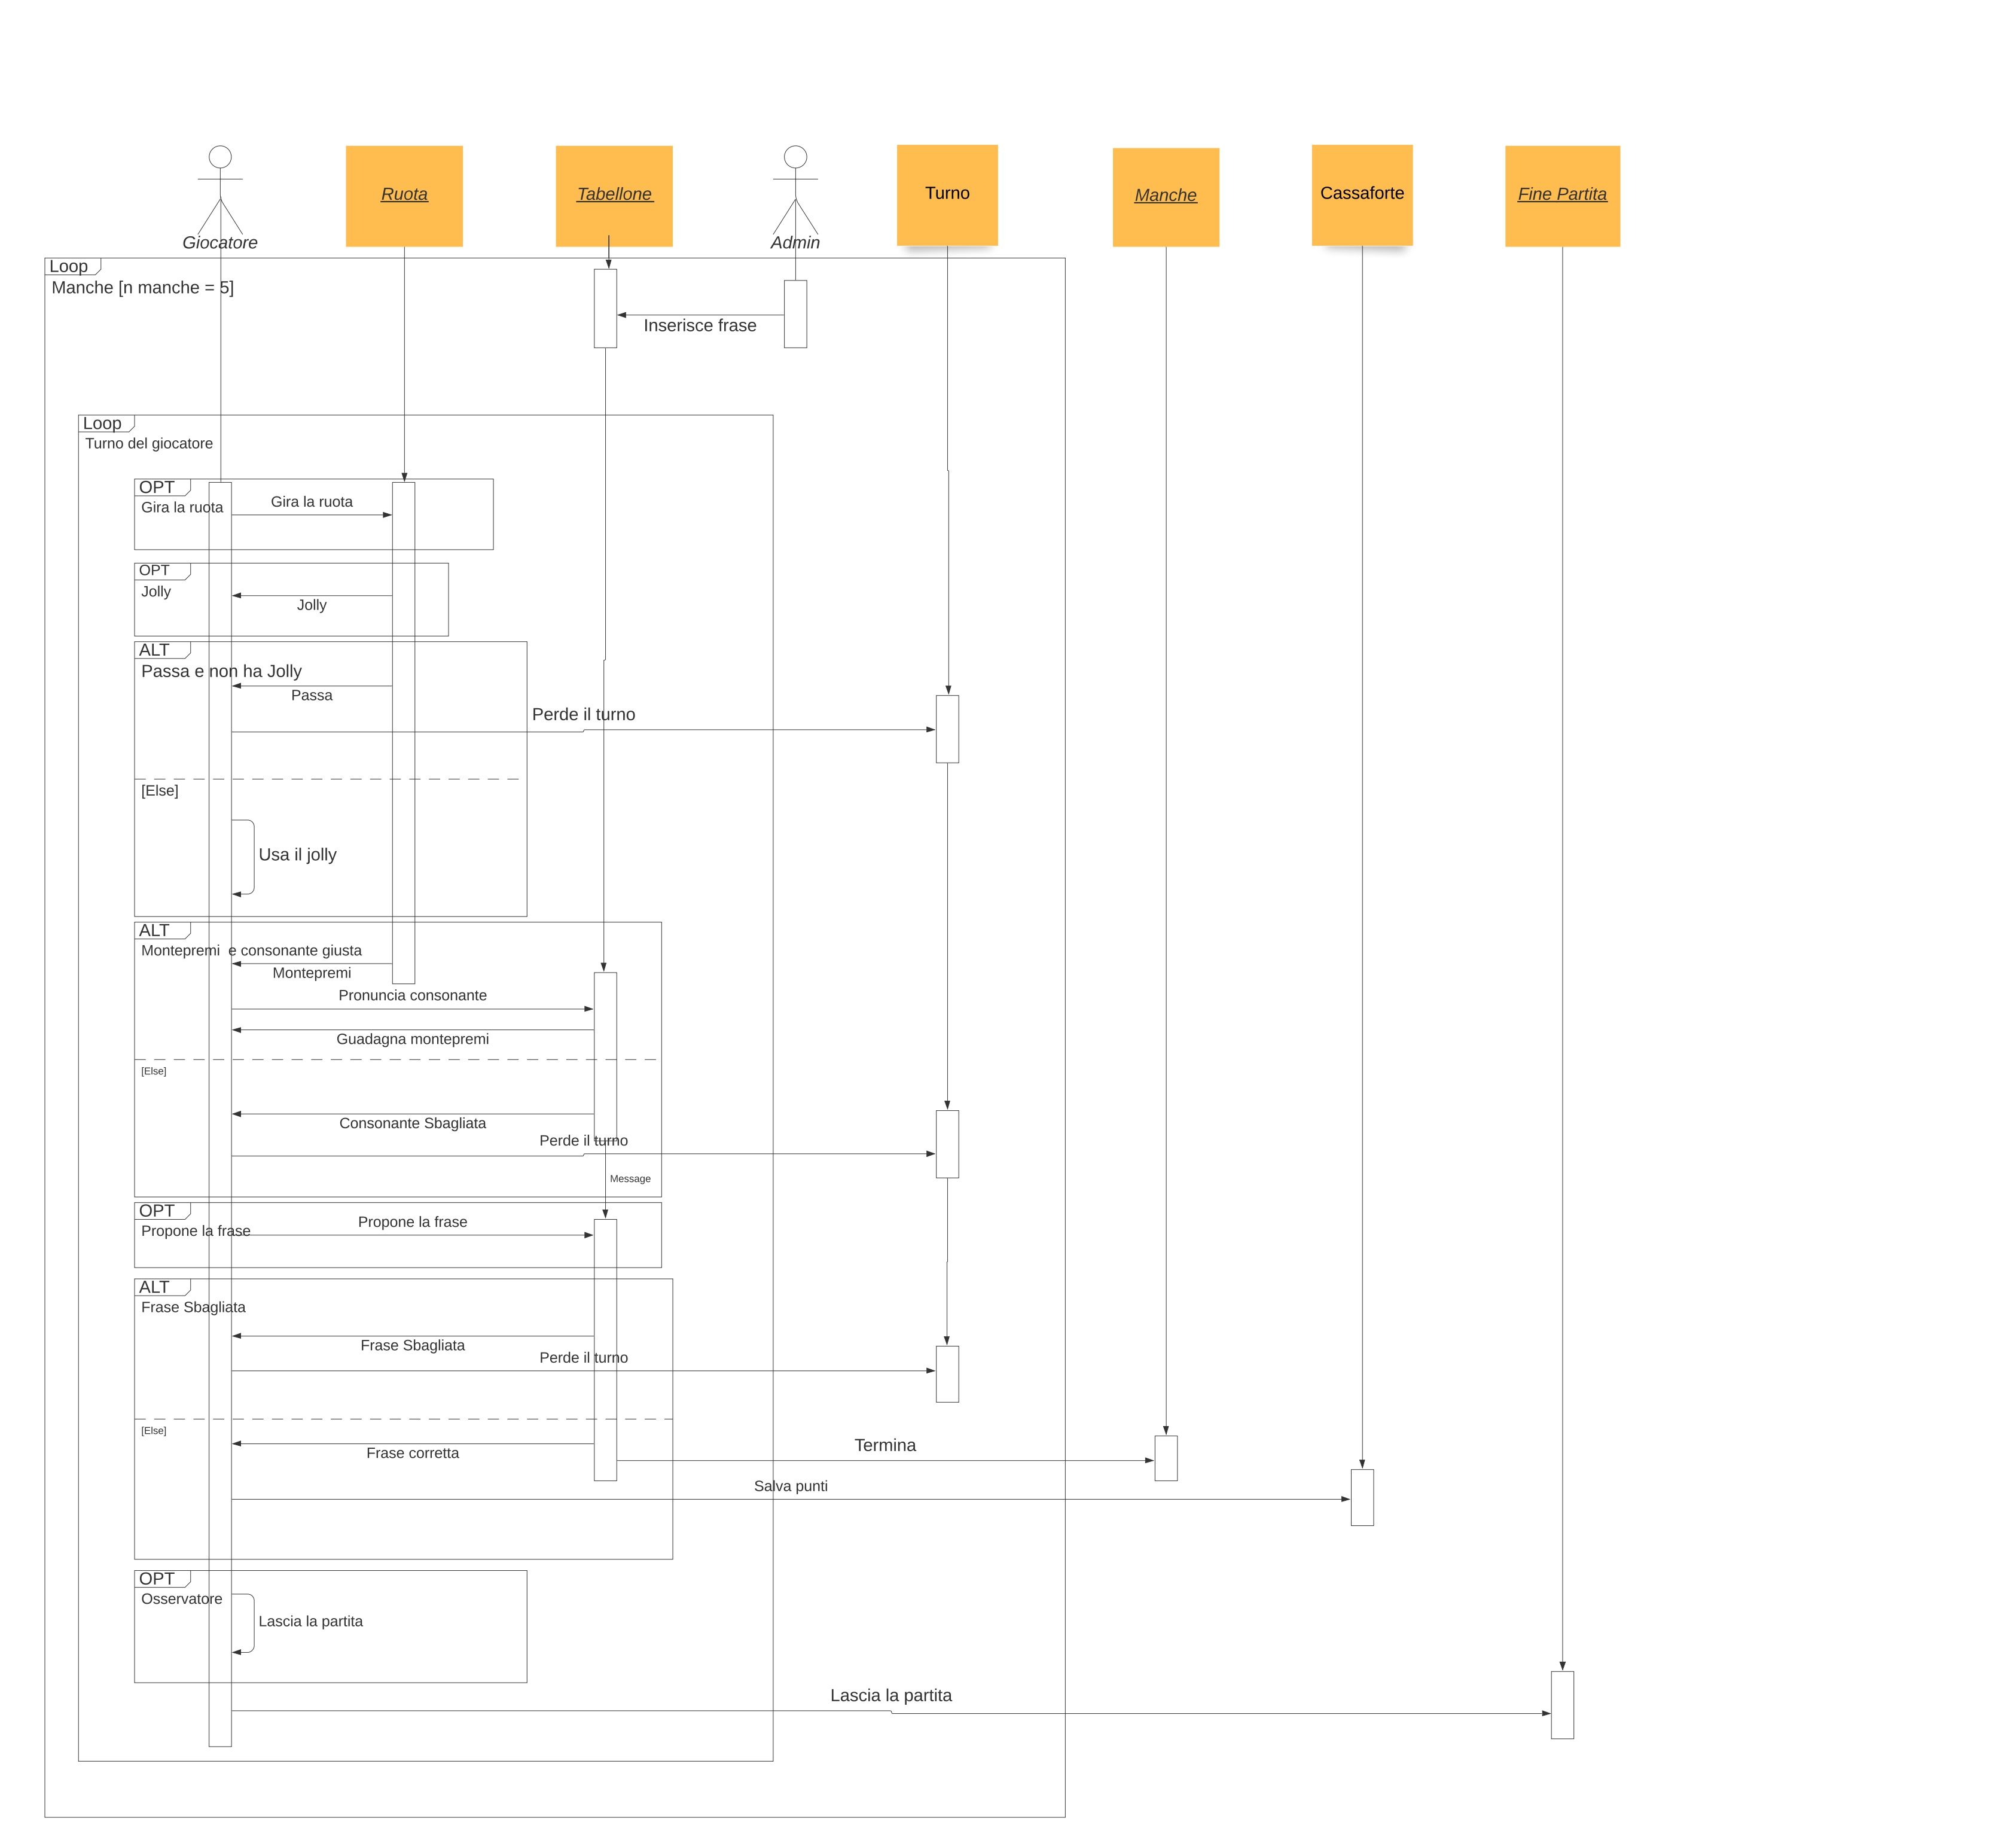 Giocatore
Ruota
Tabellone
Admin
Turno
Manche
Cassaforte
Fine Partita
Loop
Manche [n manche = 5]
Inserisce frase
Loop
Turno del giocatore
OPT
Gira la ruota
Gira la ruota
OPT
Jolly
Jolly
ALT
Passa e non ha Jolly
Passa
Perde il turno
[Else]
Usa il jolly
ALT
Montepremi  e consonante giusta
Montepremi
Pronuncia consonante
Guadagna montepremi
[Else]
Consonante Sbagliata
Perde il turno
Message
OPT
Propone la frase
Propone la frase
ALT
Frase Sbagliata
Frase Sbagliata
Perde il turno
[Else]
Frase corretta
Termina
Salva punti
OPT
Osservatore
Lascia la partita
Lascia la partita